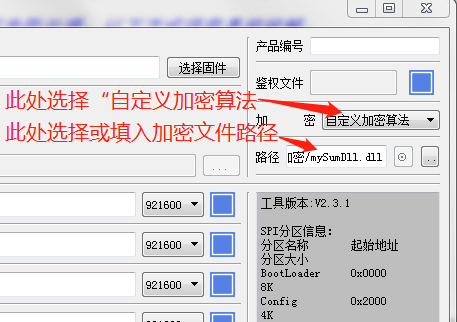 产品编号
选择固件
鉴权文件
此处选择“自定义加密算法
加 密 自定义加密算法
此处选择或填入加密文件路径
路径 密/mySumDll.dll ..
...
921600
工具版本:V2.3.1
921600
SPI分区信息:
分区名称 起始地址
分区大小
BootLoader 0x0000
921600
8K
Config 0x2000
4K